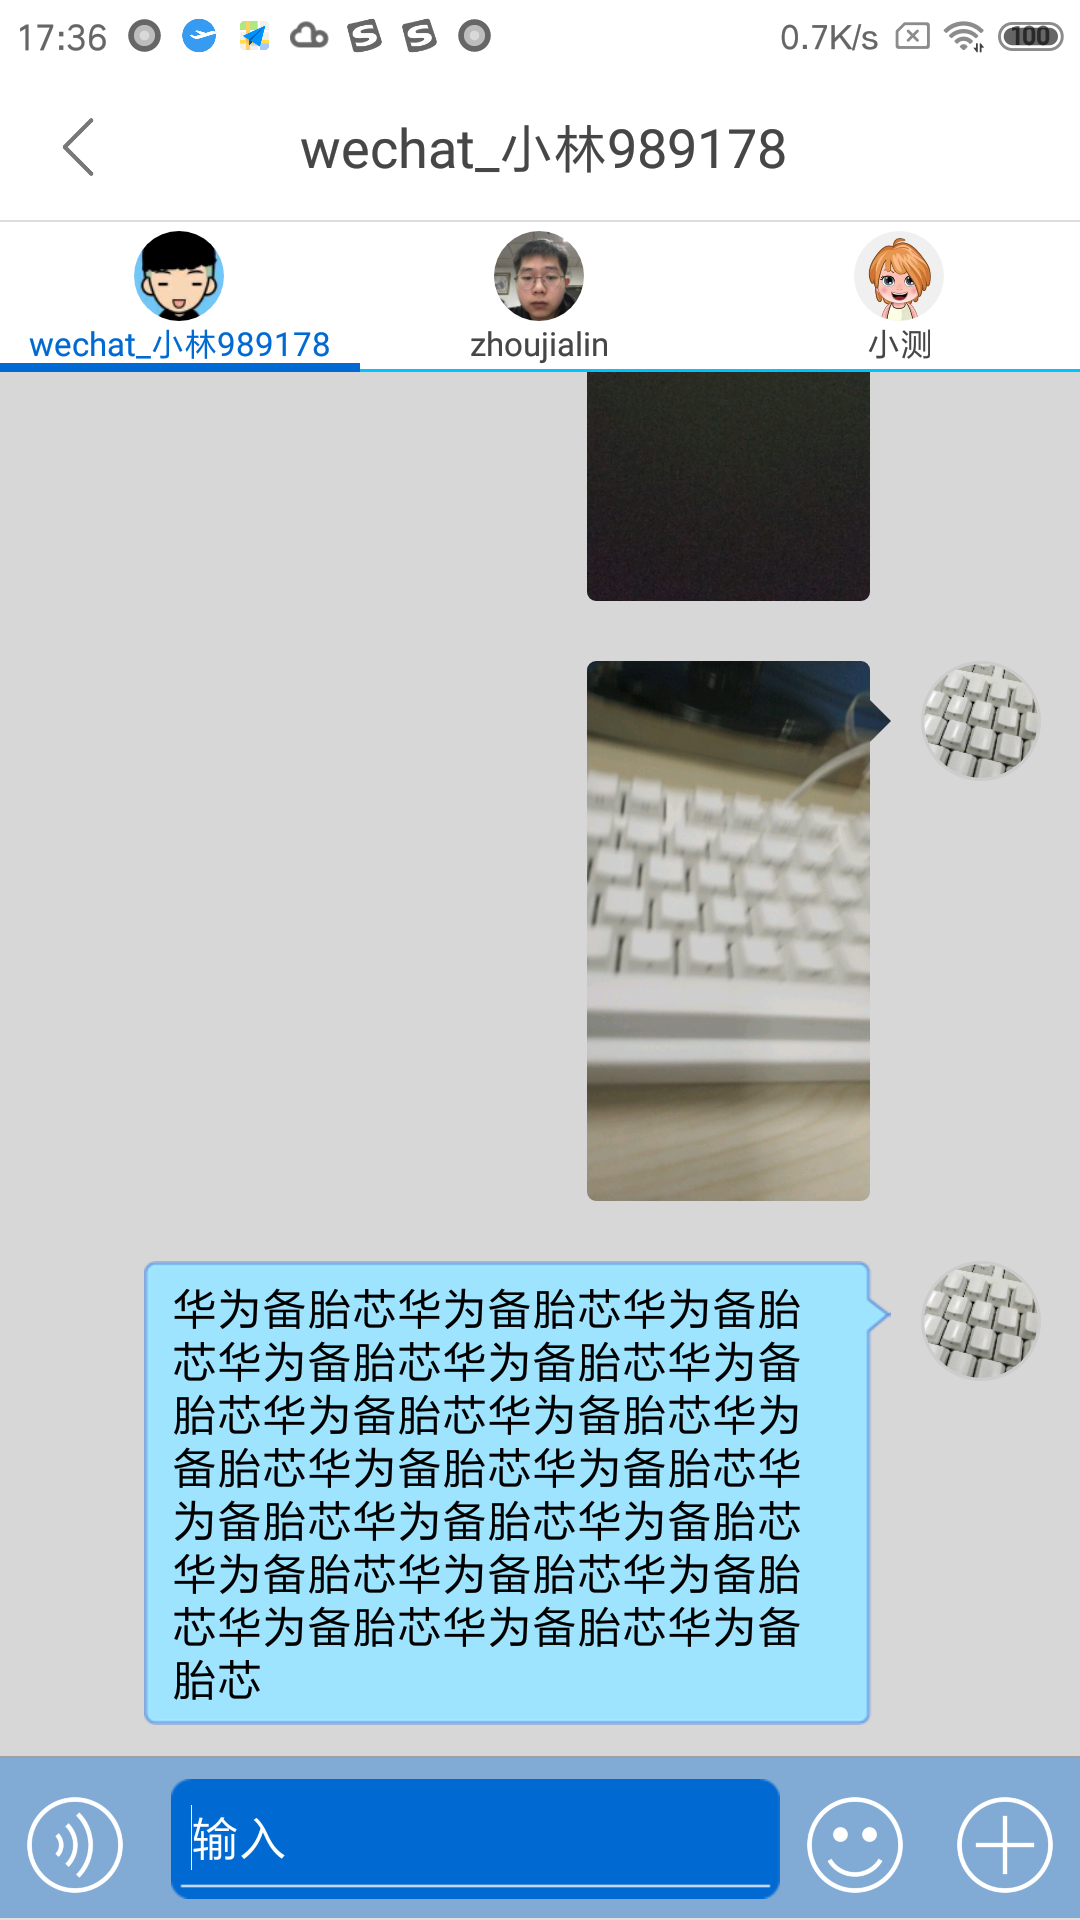 17:36
0.7K/s
100
wechat_小林989178
wechat_小林989178
zhoujialin
小测
华为备胎芯华为备胎芯华为备胎
芯华为备胎芯华为备胎芯华为备
胎芯华为备胎芯华为备胎芯华为
备胎芯华为备胎芯华为备胎芯华
为备胎芯华为备胎芯华为备胎芯
华为备胎芯华为备胎芯华为备胎
芯华为备胎芯华为备胎芯华为备
胎芯
输入